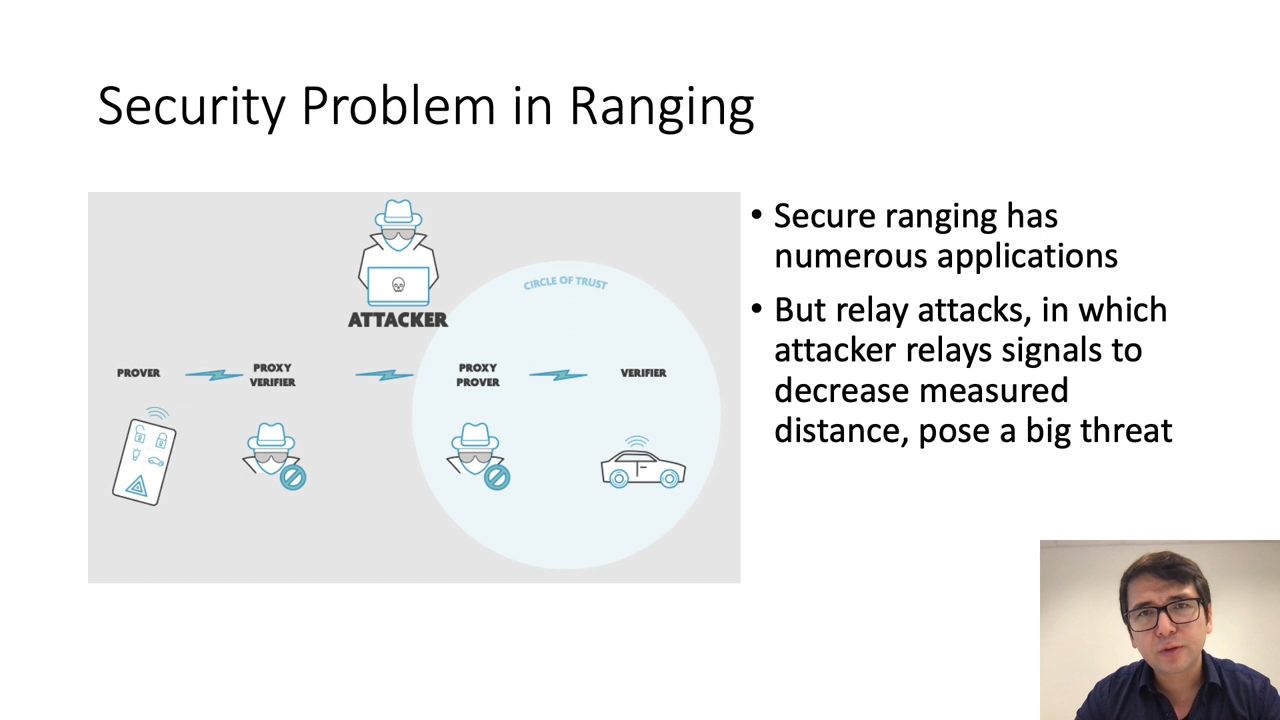 Security Problem in Ranging
ATTACKER
CIRCLE OF TRUST
PROVER
PROXY
VERIFIER
PROXY
PROVER
VERIFIER
• Secure ranging has
numerous applications
• But relay attacks, in which
attacker relays signals to
decrease measured
distance, pose a big threat